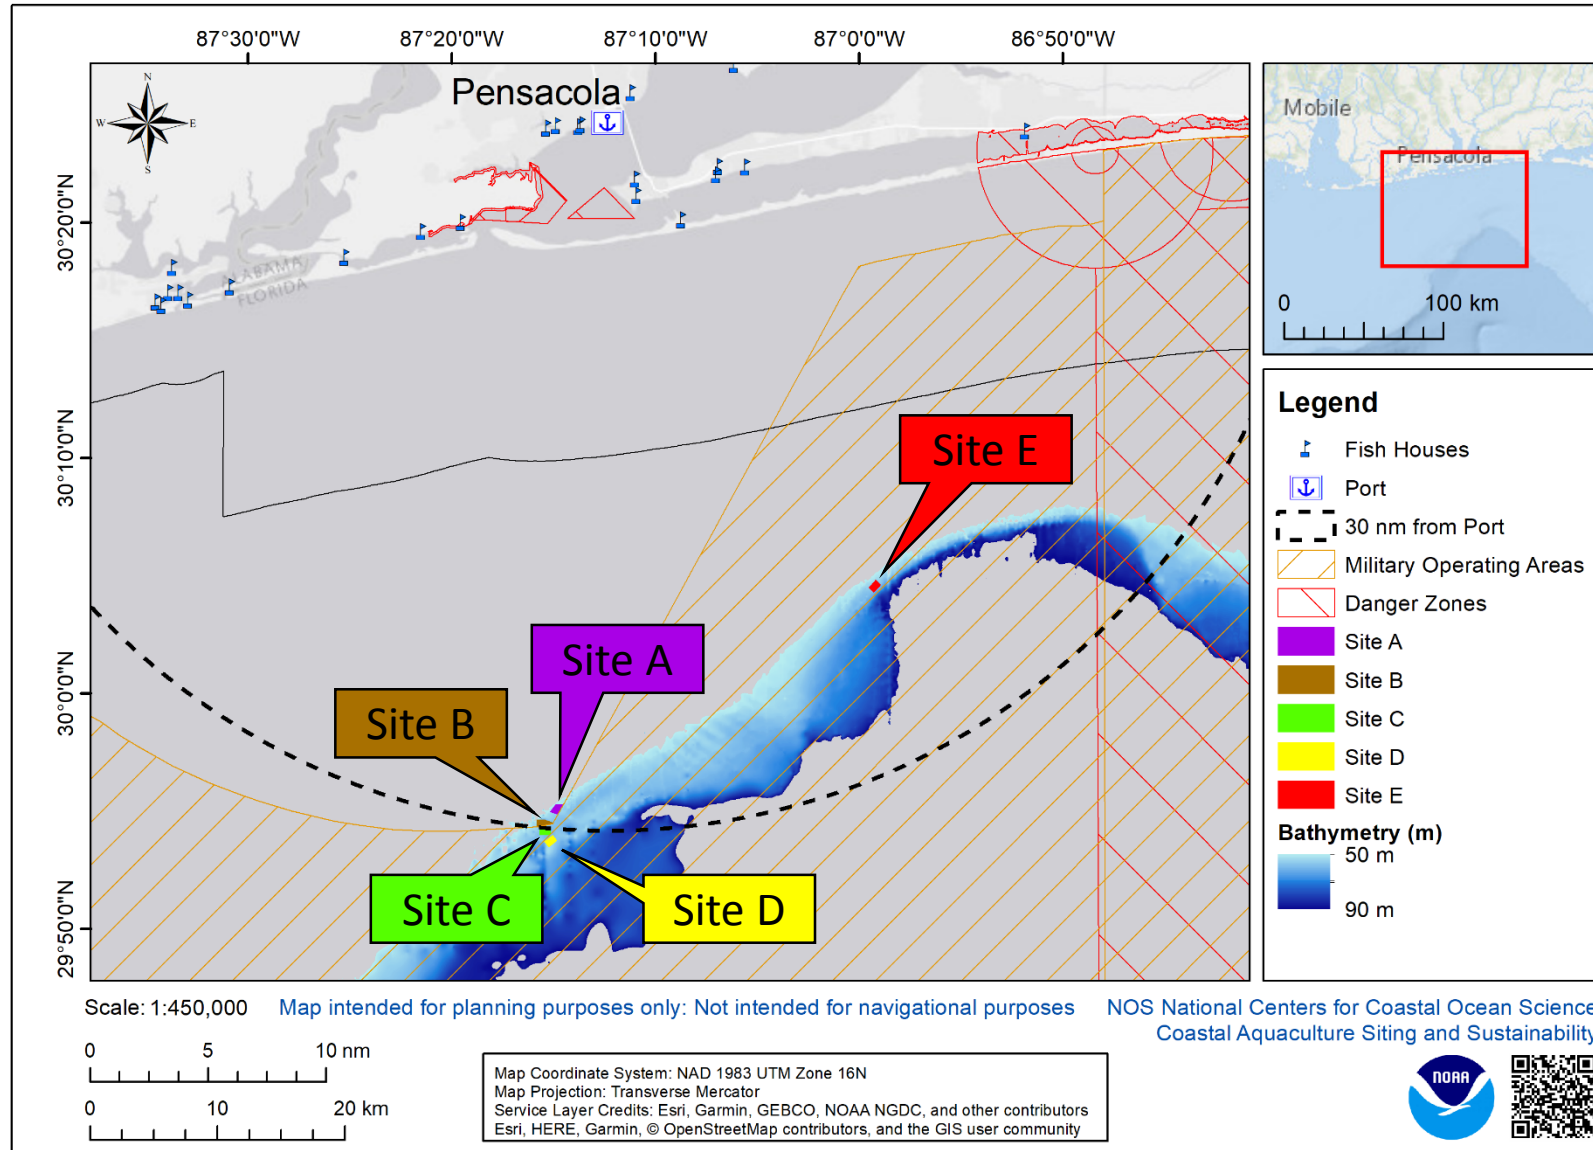 87°30'0"W 87°20'0"W 87°10'0"W 87°0'0"W 86°50'0"W
N
W E
S
Pensacola
30°20'0"N
30°10'0"N
30°0'0"N
29°50'0"N
ALABAMA
FLORIDA
Site E
Site A
Site B
Site C
Site D
Mobile
Pensacola
0 100 km
Legend
Fish Houses
Port
30 nm from Port
Military Operating Areas
Danger Zones
Site A
Site B
Site C
Site D
Site E
Bathymetry (m)
50 m
90 m
Scale: 1:450,000 Map intended for planning purposes only: Not intended for navigational purposes
NOS National Centers for Coastal Ocean Science
Coastal Aquaculture Siting and Sustainability
0 5 10 nm
0 10 20 km
Map Coordinate System: NAD 1983 UTM Zone 16N
Map Projection: Transverse Mercator
Service Layer Credits: Esri, Garmin, GEBCO, NOAA NGDC, and other contributors
Esri, HERE, Garmin, © OpenStreetMap contributors, and the GIS user community
NOAA